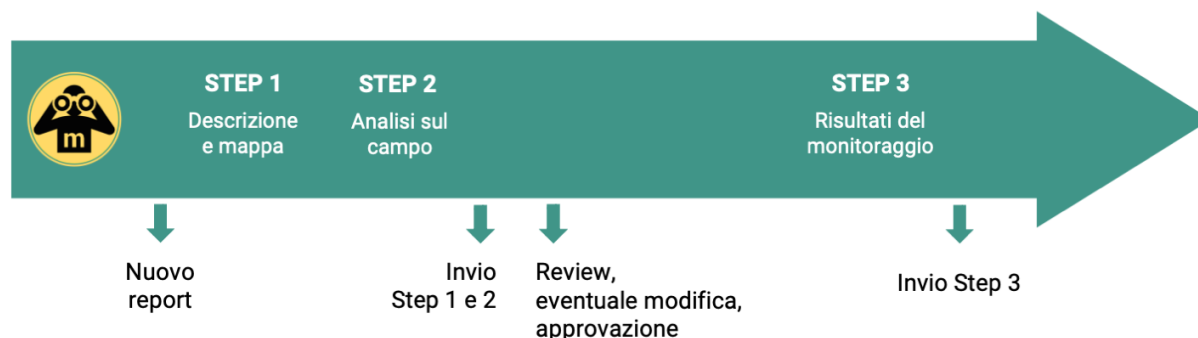 m
STEP 1
Descrizione
e mappa
STEP 2
Analisi sul
campo
STEP 3
Risultati del
monitoraggio
Nuovo
report
Invio
Step 1 e 2
Review,
eventuale modifica,
approvazione
Invio Step 3